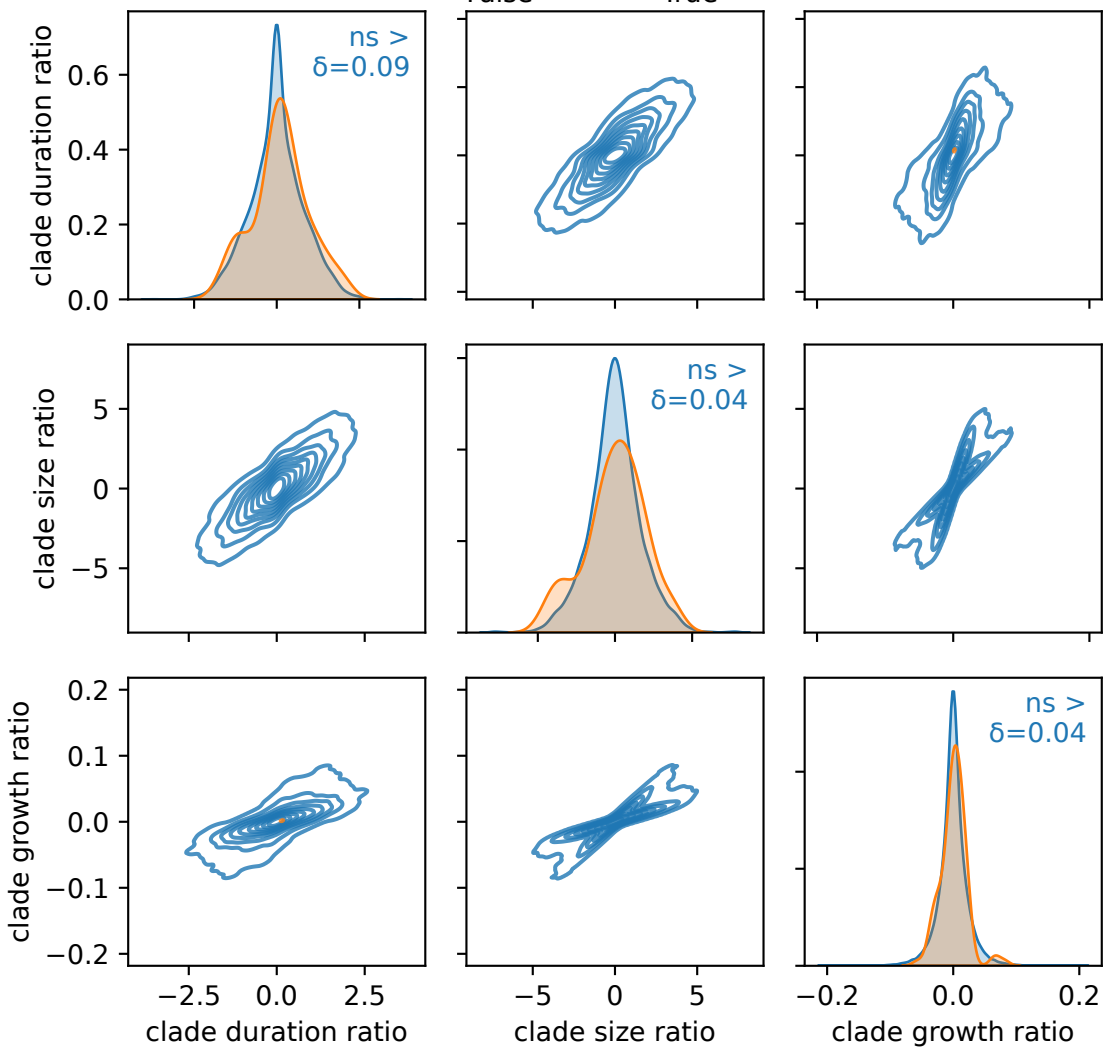 True
clade duration ratio
0.6
0.4
0.2
0.0
ns >
δ=0.09
clade size ratio
5
0
−5
ns >
δ=0.04
clade growth ratio
0.2
0.1
0.0
−0.1
−0.2
ns >
δ=0.04
−2.5 0.0 2.5
−5 0 5
−0.2 0.0 0.2
clade duration ratio
clade size ratio
clade growth ratio